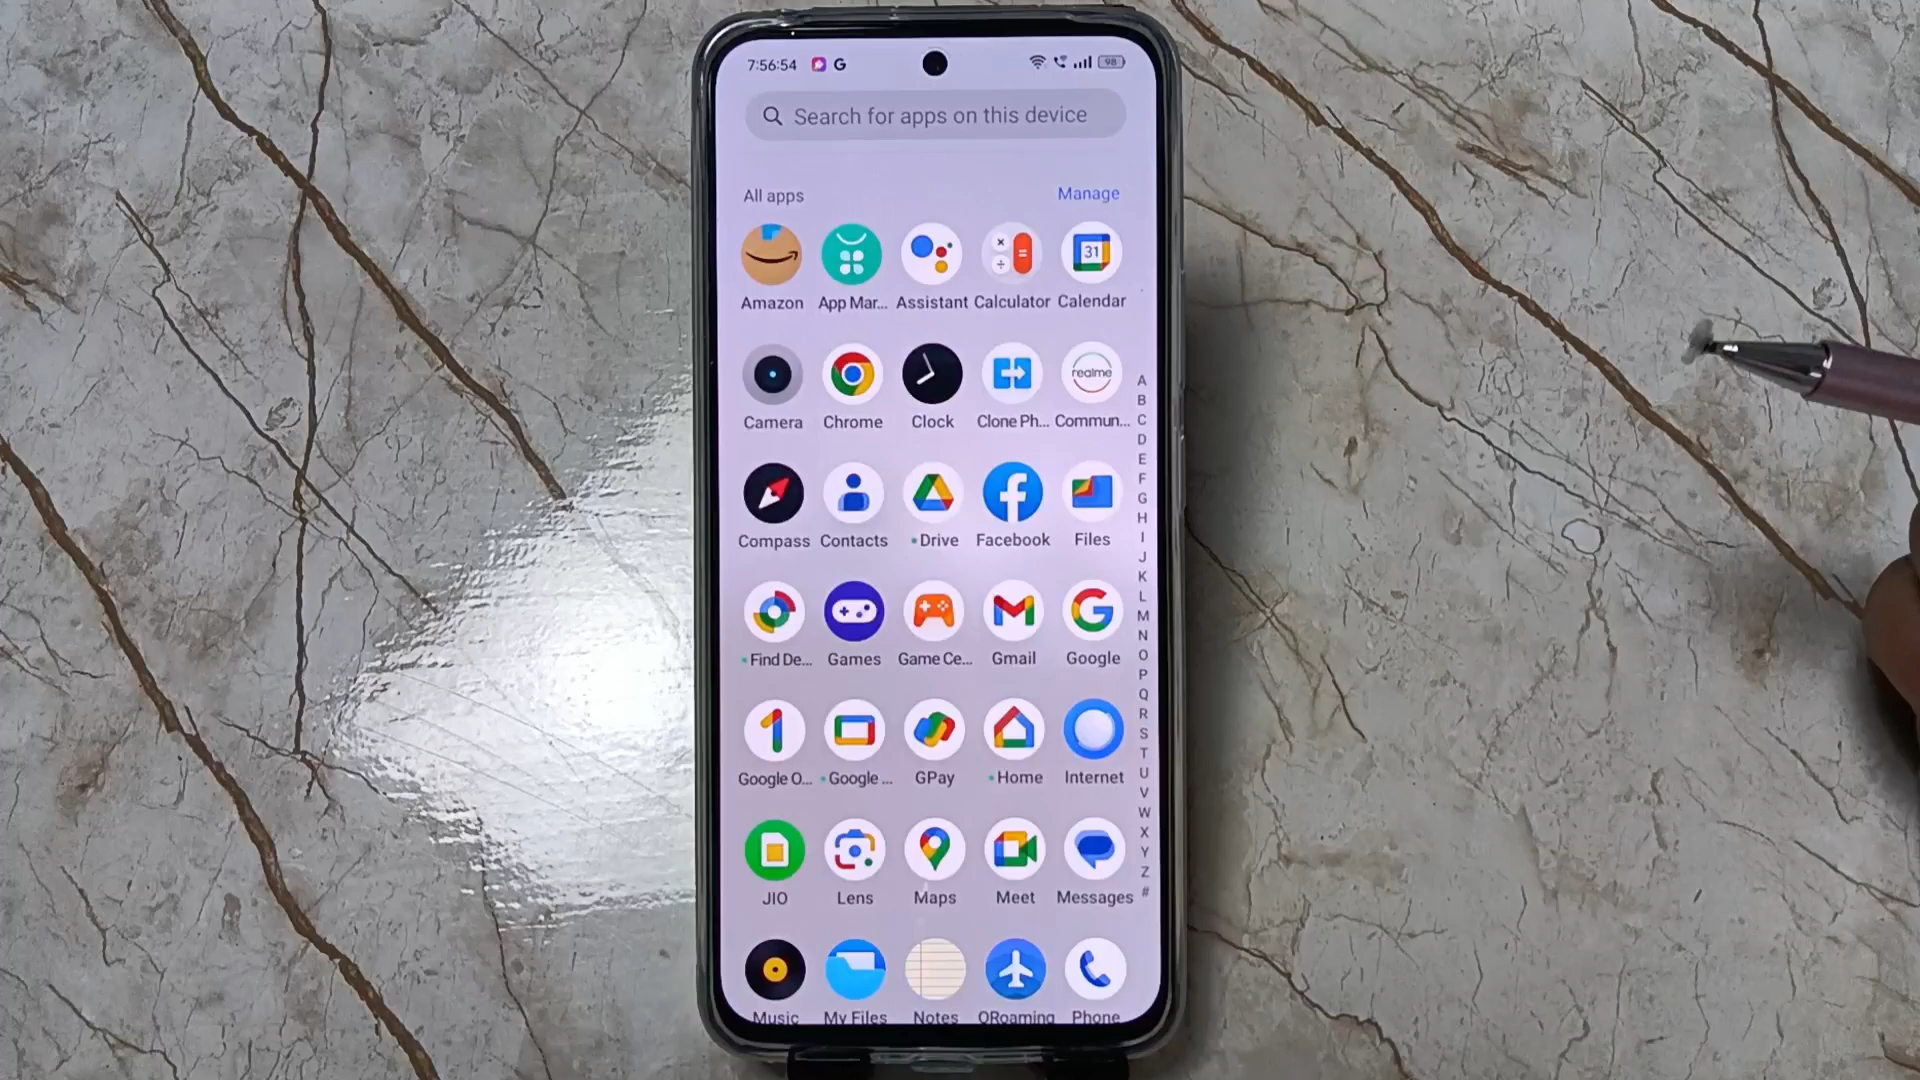 7:56:54 G 98
Search for apps on this device
All apps Manage
31
Amazon App Mar... Assistant Calculator Calendar
realme
Camera Chrome Clock Clone Ph... Commun...
Compass Contacts Drive Facebook Files
Find De... Games Game Ce... Gmail Google
Google O... Google ... GPay Home Internet
JIO Lens Maps Meet Messages
Music My Files Notes ORoaming Phone
A
B
C
D
E
F
G
H
I
J
K
L
M
N
O
P
Q
R
S
T
U
V
W
X
Y
Z
#